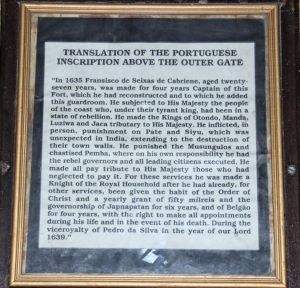 TRANSLATION OF THE PORTUGUESE
INSCRIPTION ABOVE THE OUTER GATE
"In 1635 Fransisco de Seixas de Cabriene, aged twenty-
seven years, was made for four years Captain of this
Fort, which he had reconstructed and to which he added
this guardroom. He subjected to His Majesty the people
of the coast who, under their tyrant king, had been in a
state of rebellion. He made the Kings of Otondo, Manda,
Luziwa and Jaca tributary to His Majesty. He inflicted, in
person, punishment on Pate and Siyu, which was
unexpected in India, extending to the destruction of
their town walls. He punished the Musungulos and
chastised Pemba, where on his own responsibility he had
the rebel governors and all leading citizens executed. He
made all pay tribute to His Majesty those who had
neglected to pay it. For these services he was made a
Knight of the Royal Household after he had already, for
other services, been given the habit of the Order of
Christ and a yearly grant of fifty milreis and the
governorship of Japnapatan for six years, and of Belgão
for four years, with the right to make all appointments
during his life and in the event of his death. During the
viceroyalty of Pedro da Silva in the year of our Lord
1639."